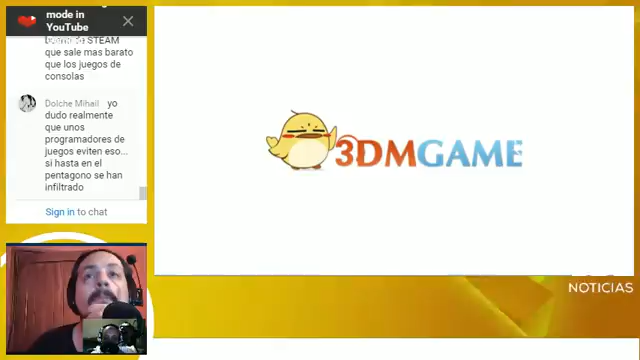 mode in
YouTube
STEAM
que sale mas barato
que los juegos de
consolas
Dolche Mihail yo
dudo realmente
que unos
programadores de
juegos eviten eso...
si hasta en el
pentagono se han
infiltrado
Sign in to chat
3DMGAME
NOTICIAS